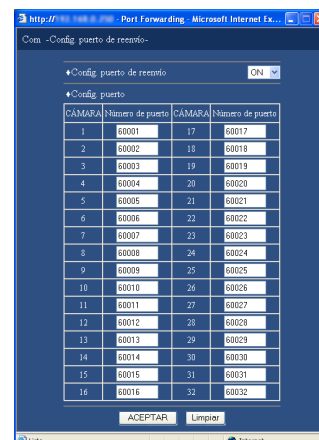 http:// - Port Forwarding - Microsoft Internet Ex...
Com -Config. puerto de reenvío-
♦Config. puerto de reenvío ON
♦Config. puerto
CÁMARA Número de puerto CÁMARA Número de puerto
1 60001 17 60017
2 60002 18 60018
3 60003 19 60019
4 60004 20 60020
5 60005 21 60021
6 60006 22 60022
7 60007 23 60023
8 60008 24 60024
9 60009 25 60025
10 60010 26 60026
11 60011 27 60027
12 60012 28 60028
13 60013 29 60029
14 60014 30 60030
15 60015 31 60031
16 60016 32 60032
ACEPTAR Limpiar